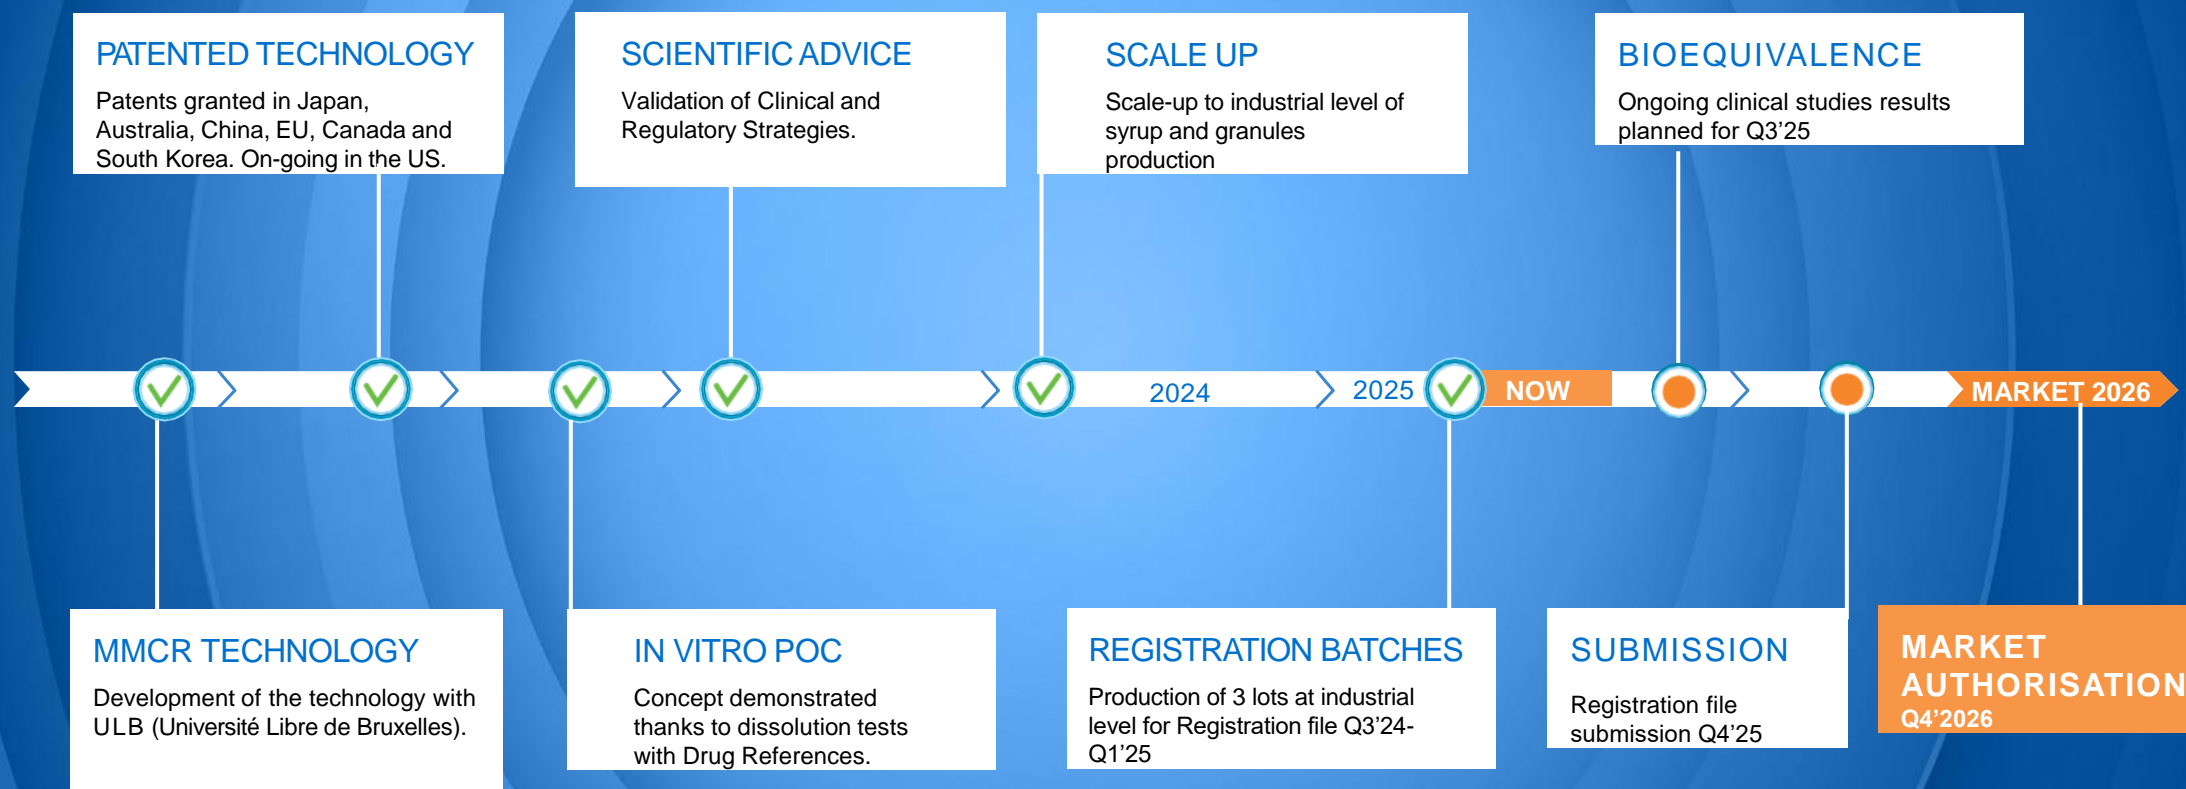 PATENTED TECHNOLOGY
Patents granted in Japan,
Australia, China, EU, Canada and
South Korea. On-going in the US.
SCIENTIFIC ADVICE
Validation of Clinical and
Regulatory Strategies.
SCALE UP
Scale-up to industrial level of
syrup and granules
production
BIOEQUIVALENCE
Ongoing clinical studies results
planned for Q3’25
2024
2025
NOW
MARKET 2026
MMCR TECHNOLOGY
Development of the technology with
ULB (Université Libre de Bruxelles).
IN VITRO POC
Concept demonstrated
thanks to dissolution tests
with Drug References.
REGISTRATION BATCHES
Production of 3 lots at industrial
level for Registration file Q3’24-
Q1’25
SUBMISSION
Registration file
submission Q4’25
MARKET
AUTHORISATION
Q4’2026